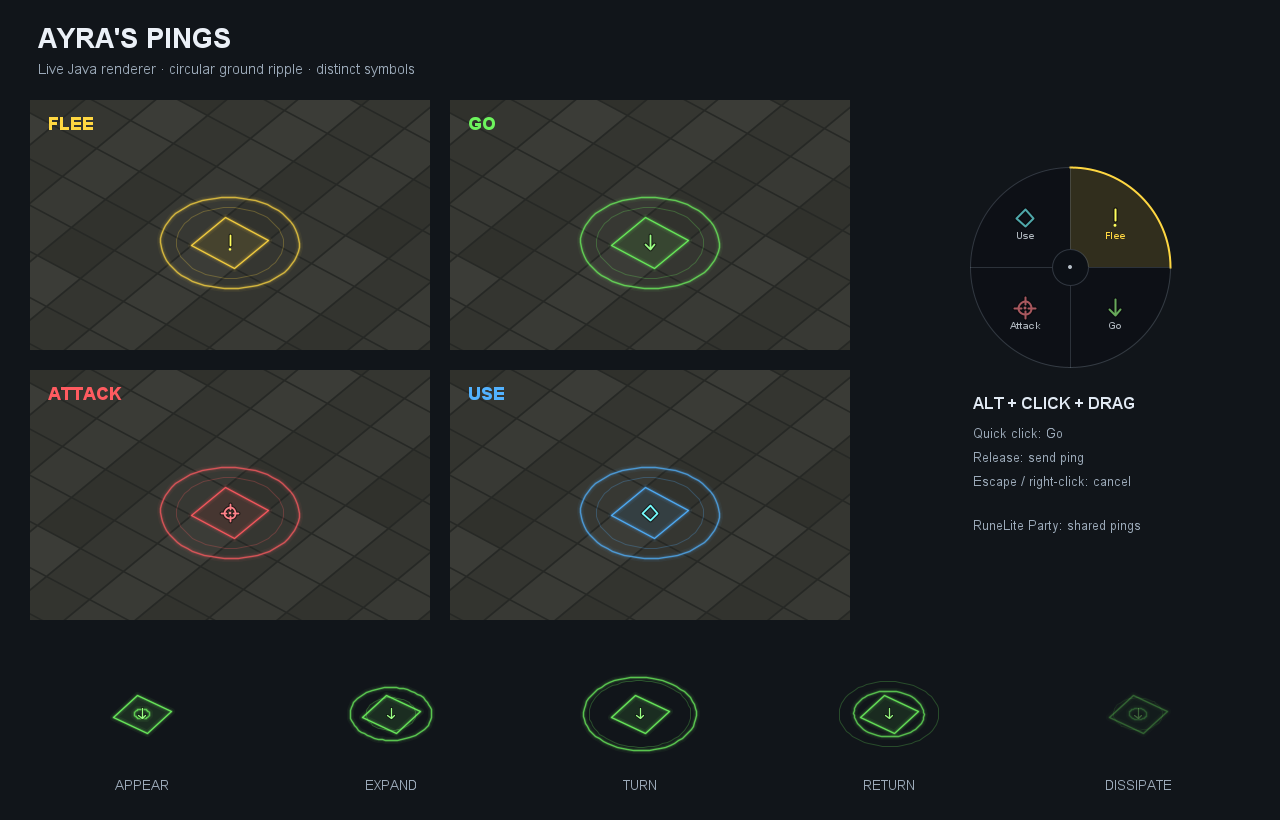 AYRA'S PINGS
Live Java renderer · circular ground ripple · distinct symbols
FLEE
GO
ATTACK
USE
Use
! Flee
Attack
Go
ALT + CLICK + DRAG
Quick click: Go
Release: send ping
Escape / right-click: cancel
RuneLite Party: shared pings
APPEAR
EXPAND
TURN
RETURN
DISSIPATE